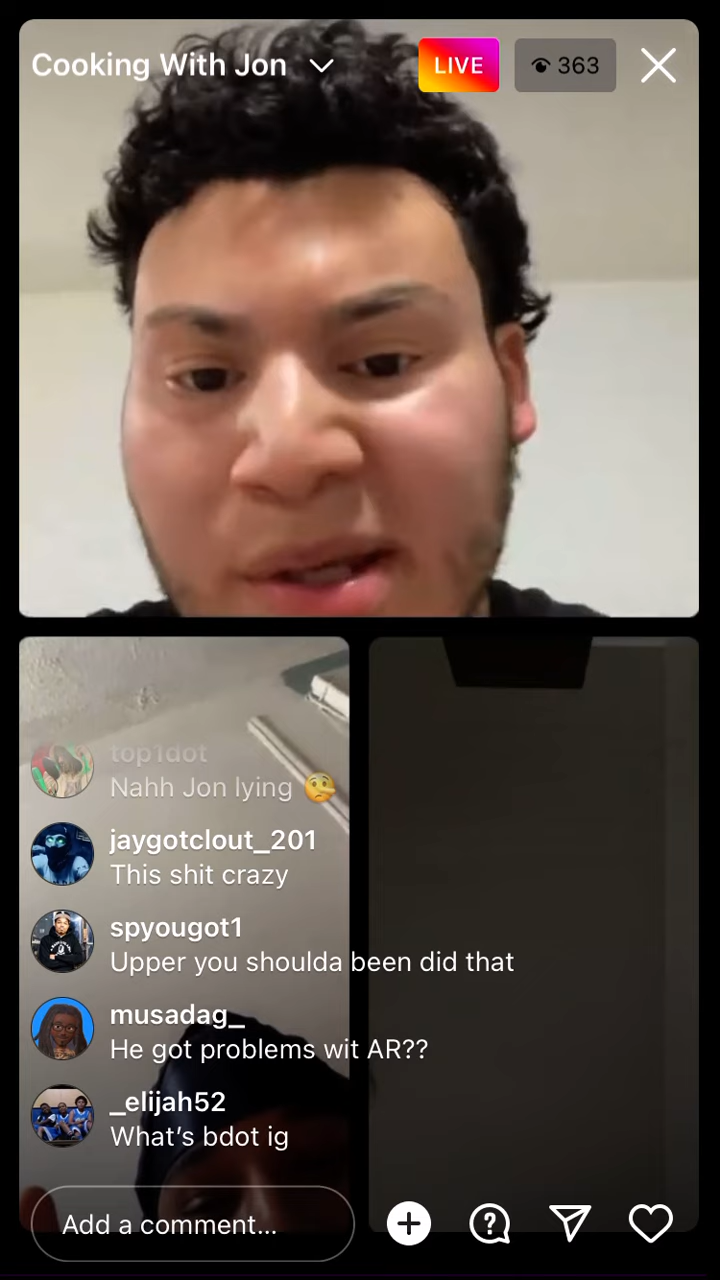 Cooking With Jon
LIVE
363
top1dot
Nahh Jon lying 🤥
jaygotclout_201
This shit crazy
spyougot1
Upper you shoulda been did that
musadag_
He got problems wit AR??
_elijah52
What’s bdot ig
Add a comment...